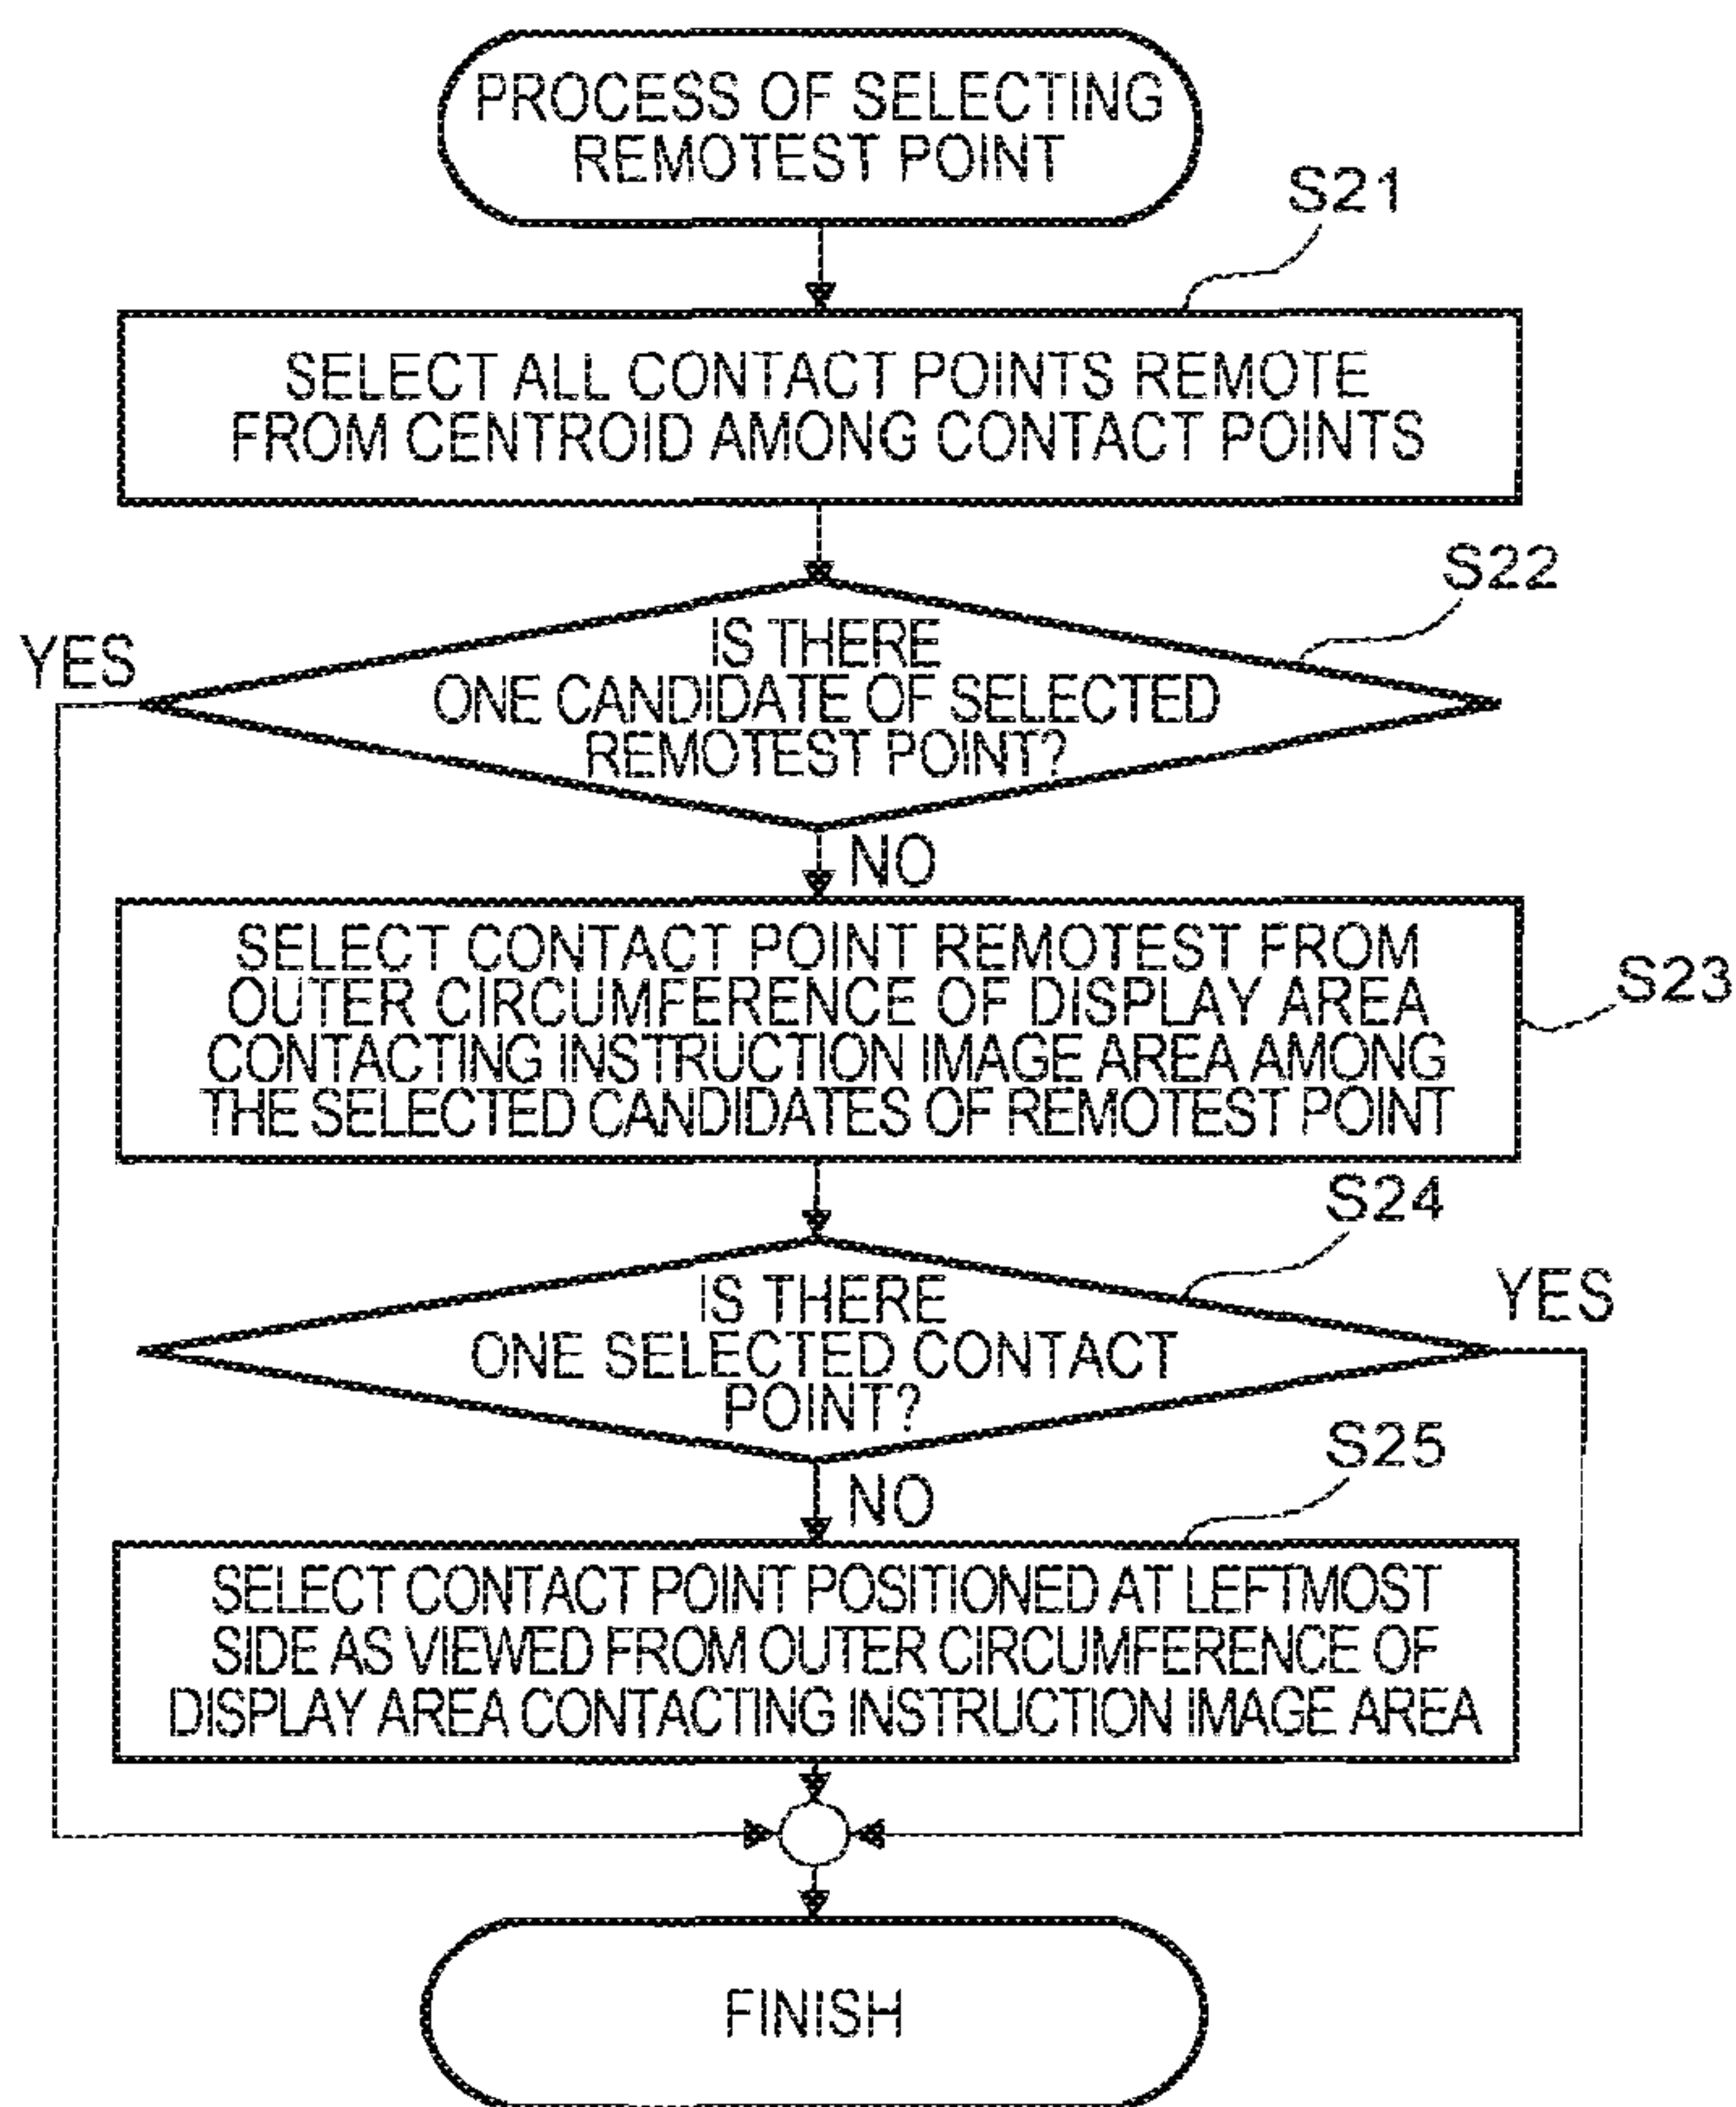 PROCESS OF SELECTING
REMOTEST POINT
S21
SELECT ALL CONTACT POINTS REMOTE
FROM CENTROID AMONG CONTACT POINTS
S22
YES
IS THERE
ONE CANDIDATE OF SELECTED
REMOTEST POINT?
NO
SELECT CONTACT POINT REMOTEST FROM
OUTER CIRCUMFERENCE OF DISPLAY AREA
CONTACTING INSTRUCTION IMAGE AREA AMONG
THE SELECTED CANDIDATES OF REMOTEST POINT
S23
S24
YES
IS THERE
ONE SELECTED CONTACT
POINT?
S25
NO
SELECT CONTACT POINT POSITIONED AT LEFTMOST
SIDE AS VIEWED FROM OUTER CIRCUMFERENCE OF
DISPLAY AREA CONTACTING INSTRUCTION IMAGE AREA
FINISH